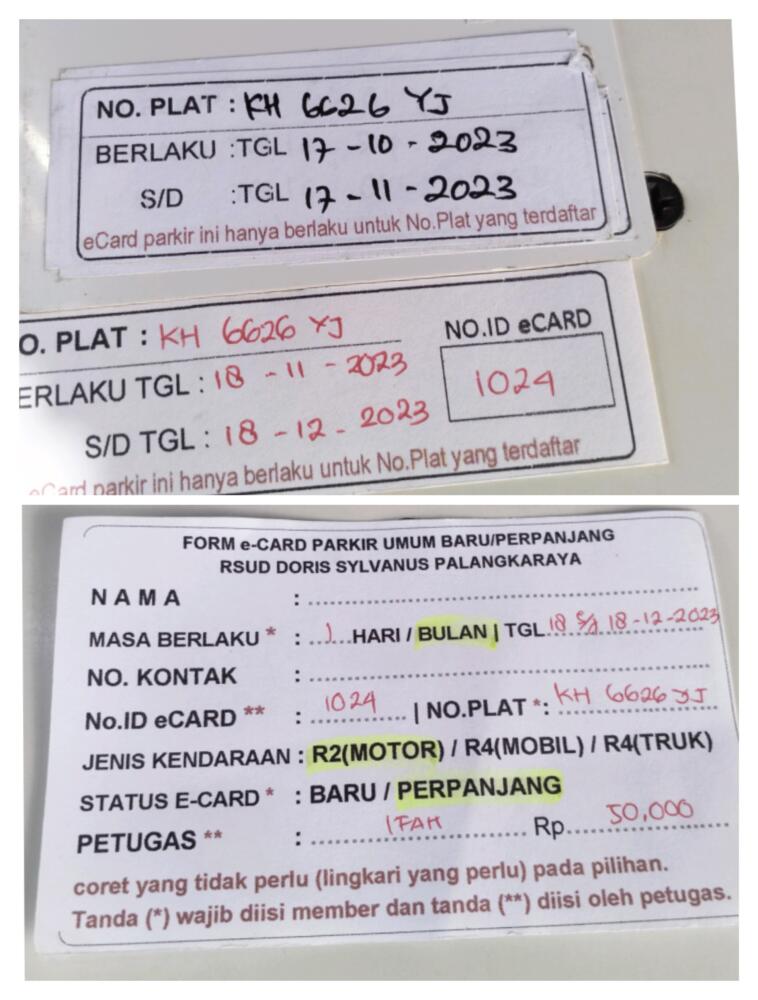 NO. PLAT : KH 6626 YJ
BERLAKU : TGL 17 - 10 - 2023
S/D : TGL 17 - 11 - 2023
eCard parkir ini hanya berlaku untuk No.Plat yang terdaftar
O. PLAT : KH 6626 YJ
NO.ID eCARD
ERLAKU TGL : 18 - 11 - 2023
1024
S/D TGL : 18 - 12 - 2023
eCard parkir ini hanya berlaku untuk No.Plat yang terdaftar
FORM e-CARD PARKIR UMUM BARU/PERPANJANG
RSUD DORIS SYLVANUS PALANGKARAYA
NAMA :
MASA BERLAKU * : 1 HARI / BULAN | TGL 18 S/d 18-12-2023
NO. KONTAK :
No.ID eCARD ** : 1024 | NO.PLAT *: KH 6626 YJ
JENIS KENDARAAN : R2(MOTOR) / R4(MOBIL) / R4(TRUK)
STATUS E-CARD * : BARU / PERPANJANG
PETUGAS ** : IFAH Rp. 50,000
coret yang tidak perlu (lingkari yang perlu) pada pilihan.
Tanda (*) wajib diisi member dan tanda (**) diisi oleh petugas.